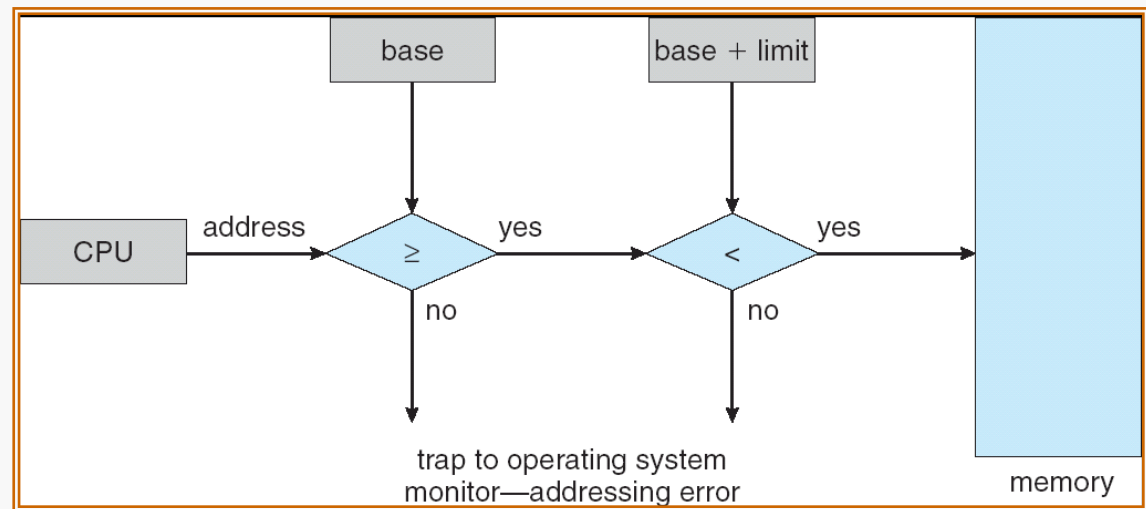 base
base + limit
address
yes
yes
CPU
≥
<
no
no
trap to operating system
monitor—addressing error
memory